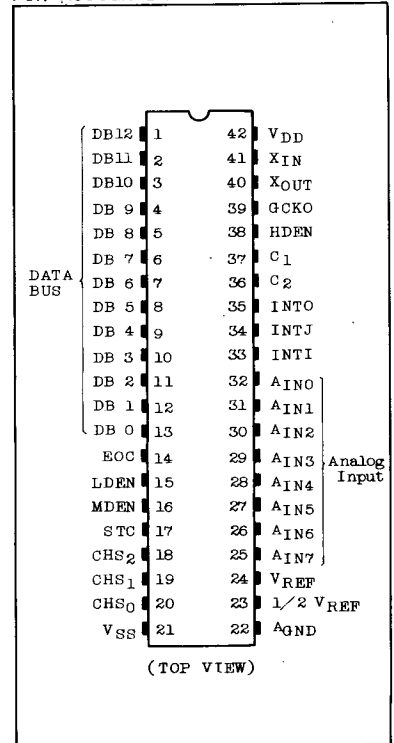 DB12 1 42 VDD
DB11 2 41 XIN
DB10 3 40 XOUT
DB 9 4 39 GCKO
DB 8 5 38 HDEN
DB 7 6 37 C1
DB 6 7 36 C2
DB 5 8 35 INTO
DB 4 9 34 INTJ
DB 3 10 33 INTI
DB 2 11 32 AIN0
DB 1 12 31 AIN1
DB 0 13 30 AIN2
EOC 14 29 AIN3
LDEN 15 28 AIN4
MDEN 16 27 AIN5
STC 17 26 AIN6
CHS2 18 25 AIN7
CHS1 19 24 VREF
CHS0 20 23 1/2 VREF
VSS 21 22 AGND
DATA
BUS
Analog
Input
(TOP VIEW)